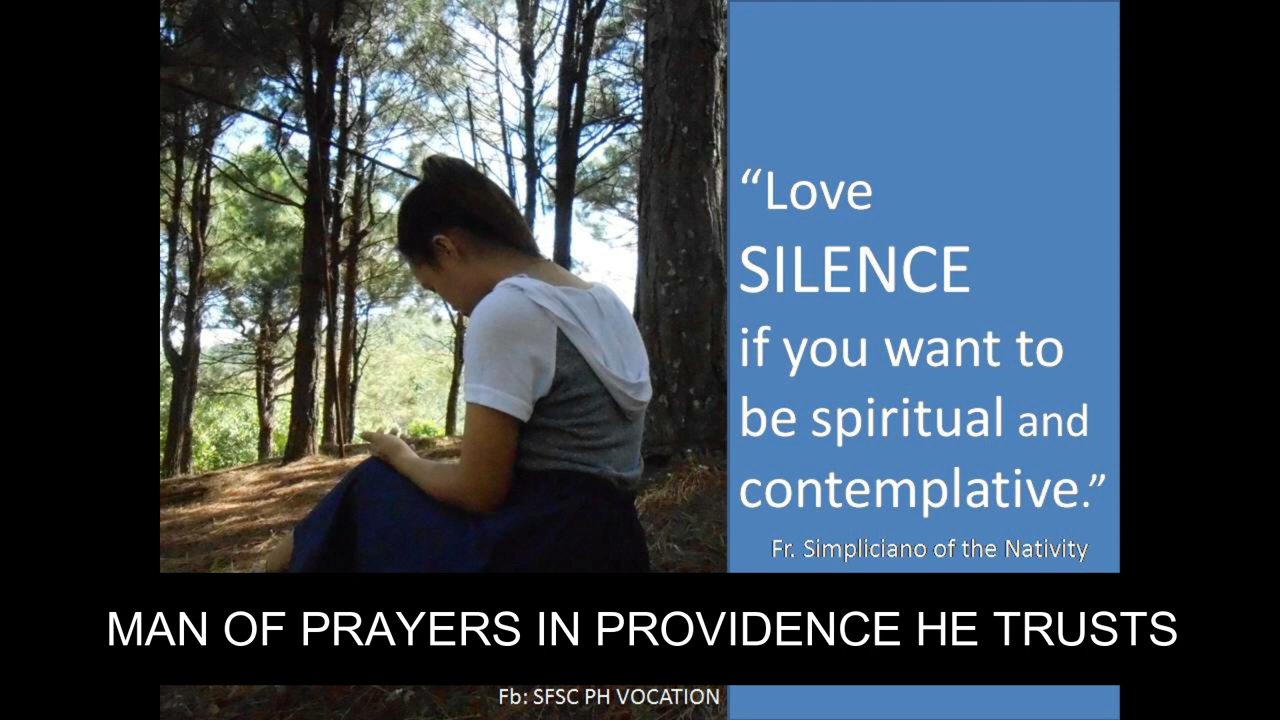 “Love
SILENCE
if you want to
be spiritual and
contemplative.”
Fr. Simpliciano of the Nativity
MAN OF PRAYERS IN PROVIDENCE HE TRUSTS
Fb: SFSC PH VOCATION